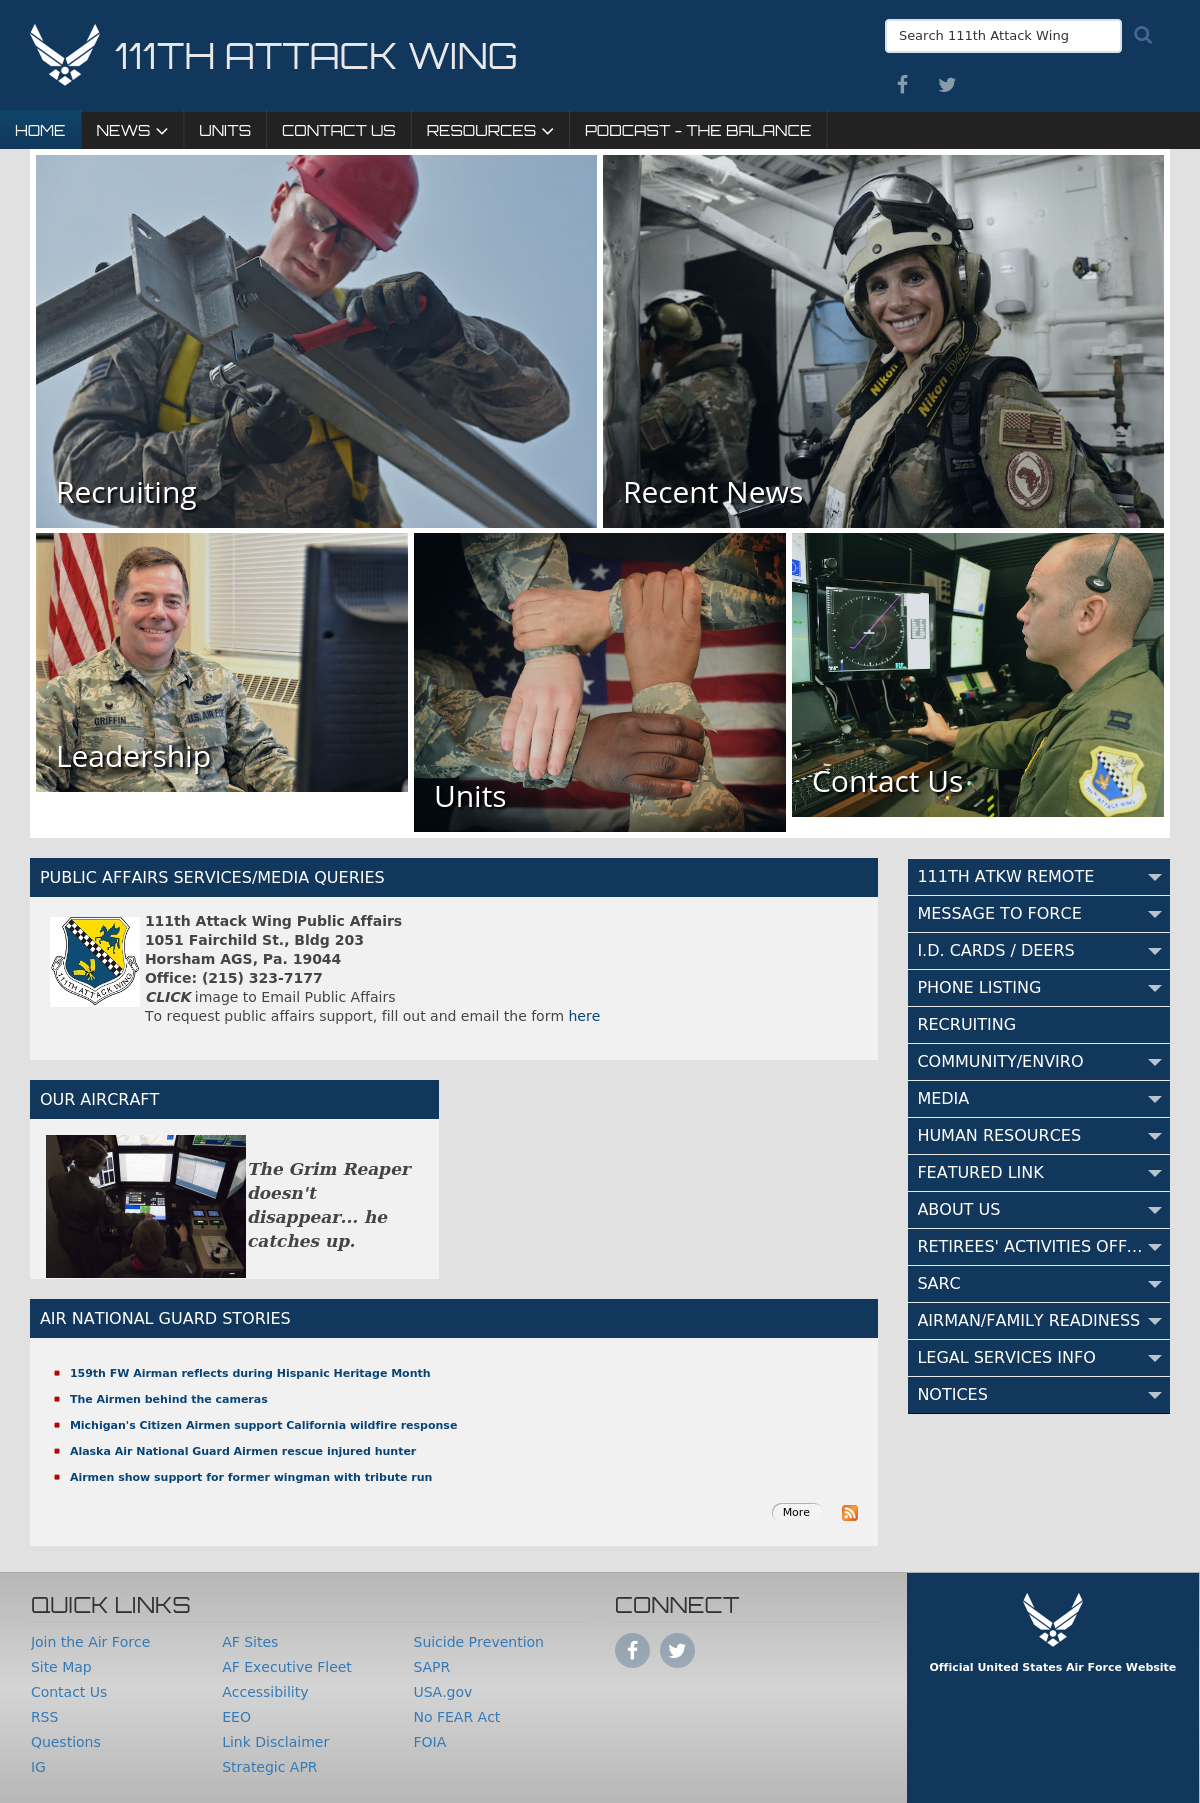 111TH ATTACK WING
Search 111th Attack Wing
HOME
NEWS
UNITS
CONTACT US
RESOURCES
PODCAST - THE BALANCE
Recruiting
Nikon
Nikon
Recent News
GRIFFIN
U.S. AIR F
Leadership
Units
Contact Us
PUBLIC AFFAIRS SERVICES/MEDIA QUERIES
111TH ATTACK WING
111th Attack Wing Public Affairs
1051 Fairchild St., Bldg 203
Horsham AGS, Pa. 19044
Office: (215) 323-7177
CLICK image to Email Public Affairs
To request public affairs support, fill out and email the form here
OUR AIRCRAFT
The Grim Reaper
doesn't
disappear... he
catches up.
AIR NATIONAL GUARD STORIES
159th FW Airman reflects during Hispanic Heritage Month
The Airmen behind the cameras
Michigan's Citizen Airmen support California wildfire response
Alaska Air National Guard Airmen rescue injured hunter
Airmen show support for former wingman with tribute run
More
111TH ATKW REMOTE
MESSAGE TO FORCE
I.D. CARDS / DEERS
PHONE LISTING
RECRUITING
COMMUNITY/ENVIRO
MEDIA
HUMAN RESOURCES
FEATURED LINK
ABOUT US
RETIREES' ACTIVITIES OFF...
SARC
AIRMAN/FAMILY READINESS
LEGAL SERVICES INFO
NOTICES
QUICK LINKS
Join the Air Force
Site Map
Contact Us
RSS
Questions
IG
AF Sites
AF Executive Fleet
Accessibility
EEO
Link Disclaimer
Strategic APR
Suicide Prevention
SAPR
USA.gov
No FEAR Act
FOIA
CONNECT
Official United States Air Force Website